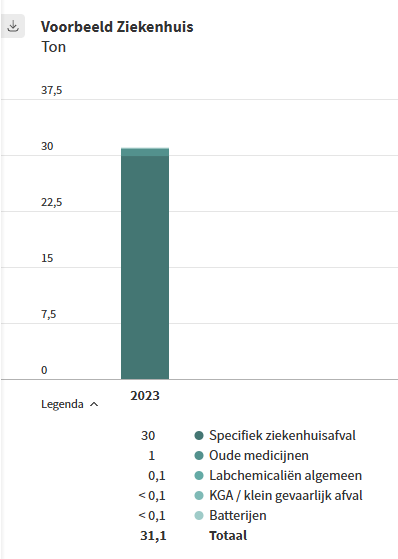 Voorbeeld Ziekenhuis
Ton
37,5
30
22,5
15
7,5
0
2023
Legenda
30 Specifiek ziekenhuisafval
1 Oude medicijnen
0,1 Labchemicaliën algemeen
< 0,1 KGA / klein gevaarlijk afval
< 0,1 Batterijen
31,1 Totaal